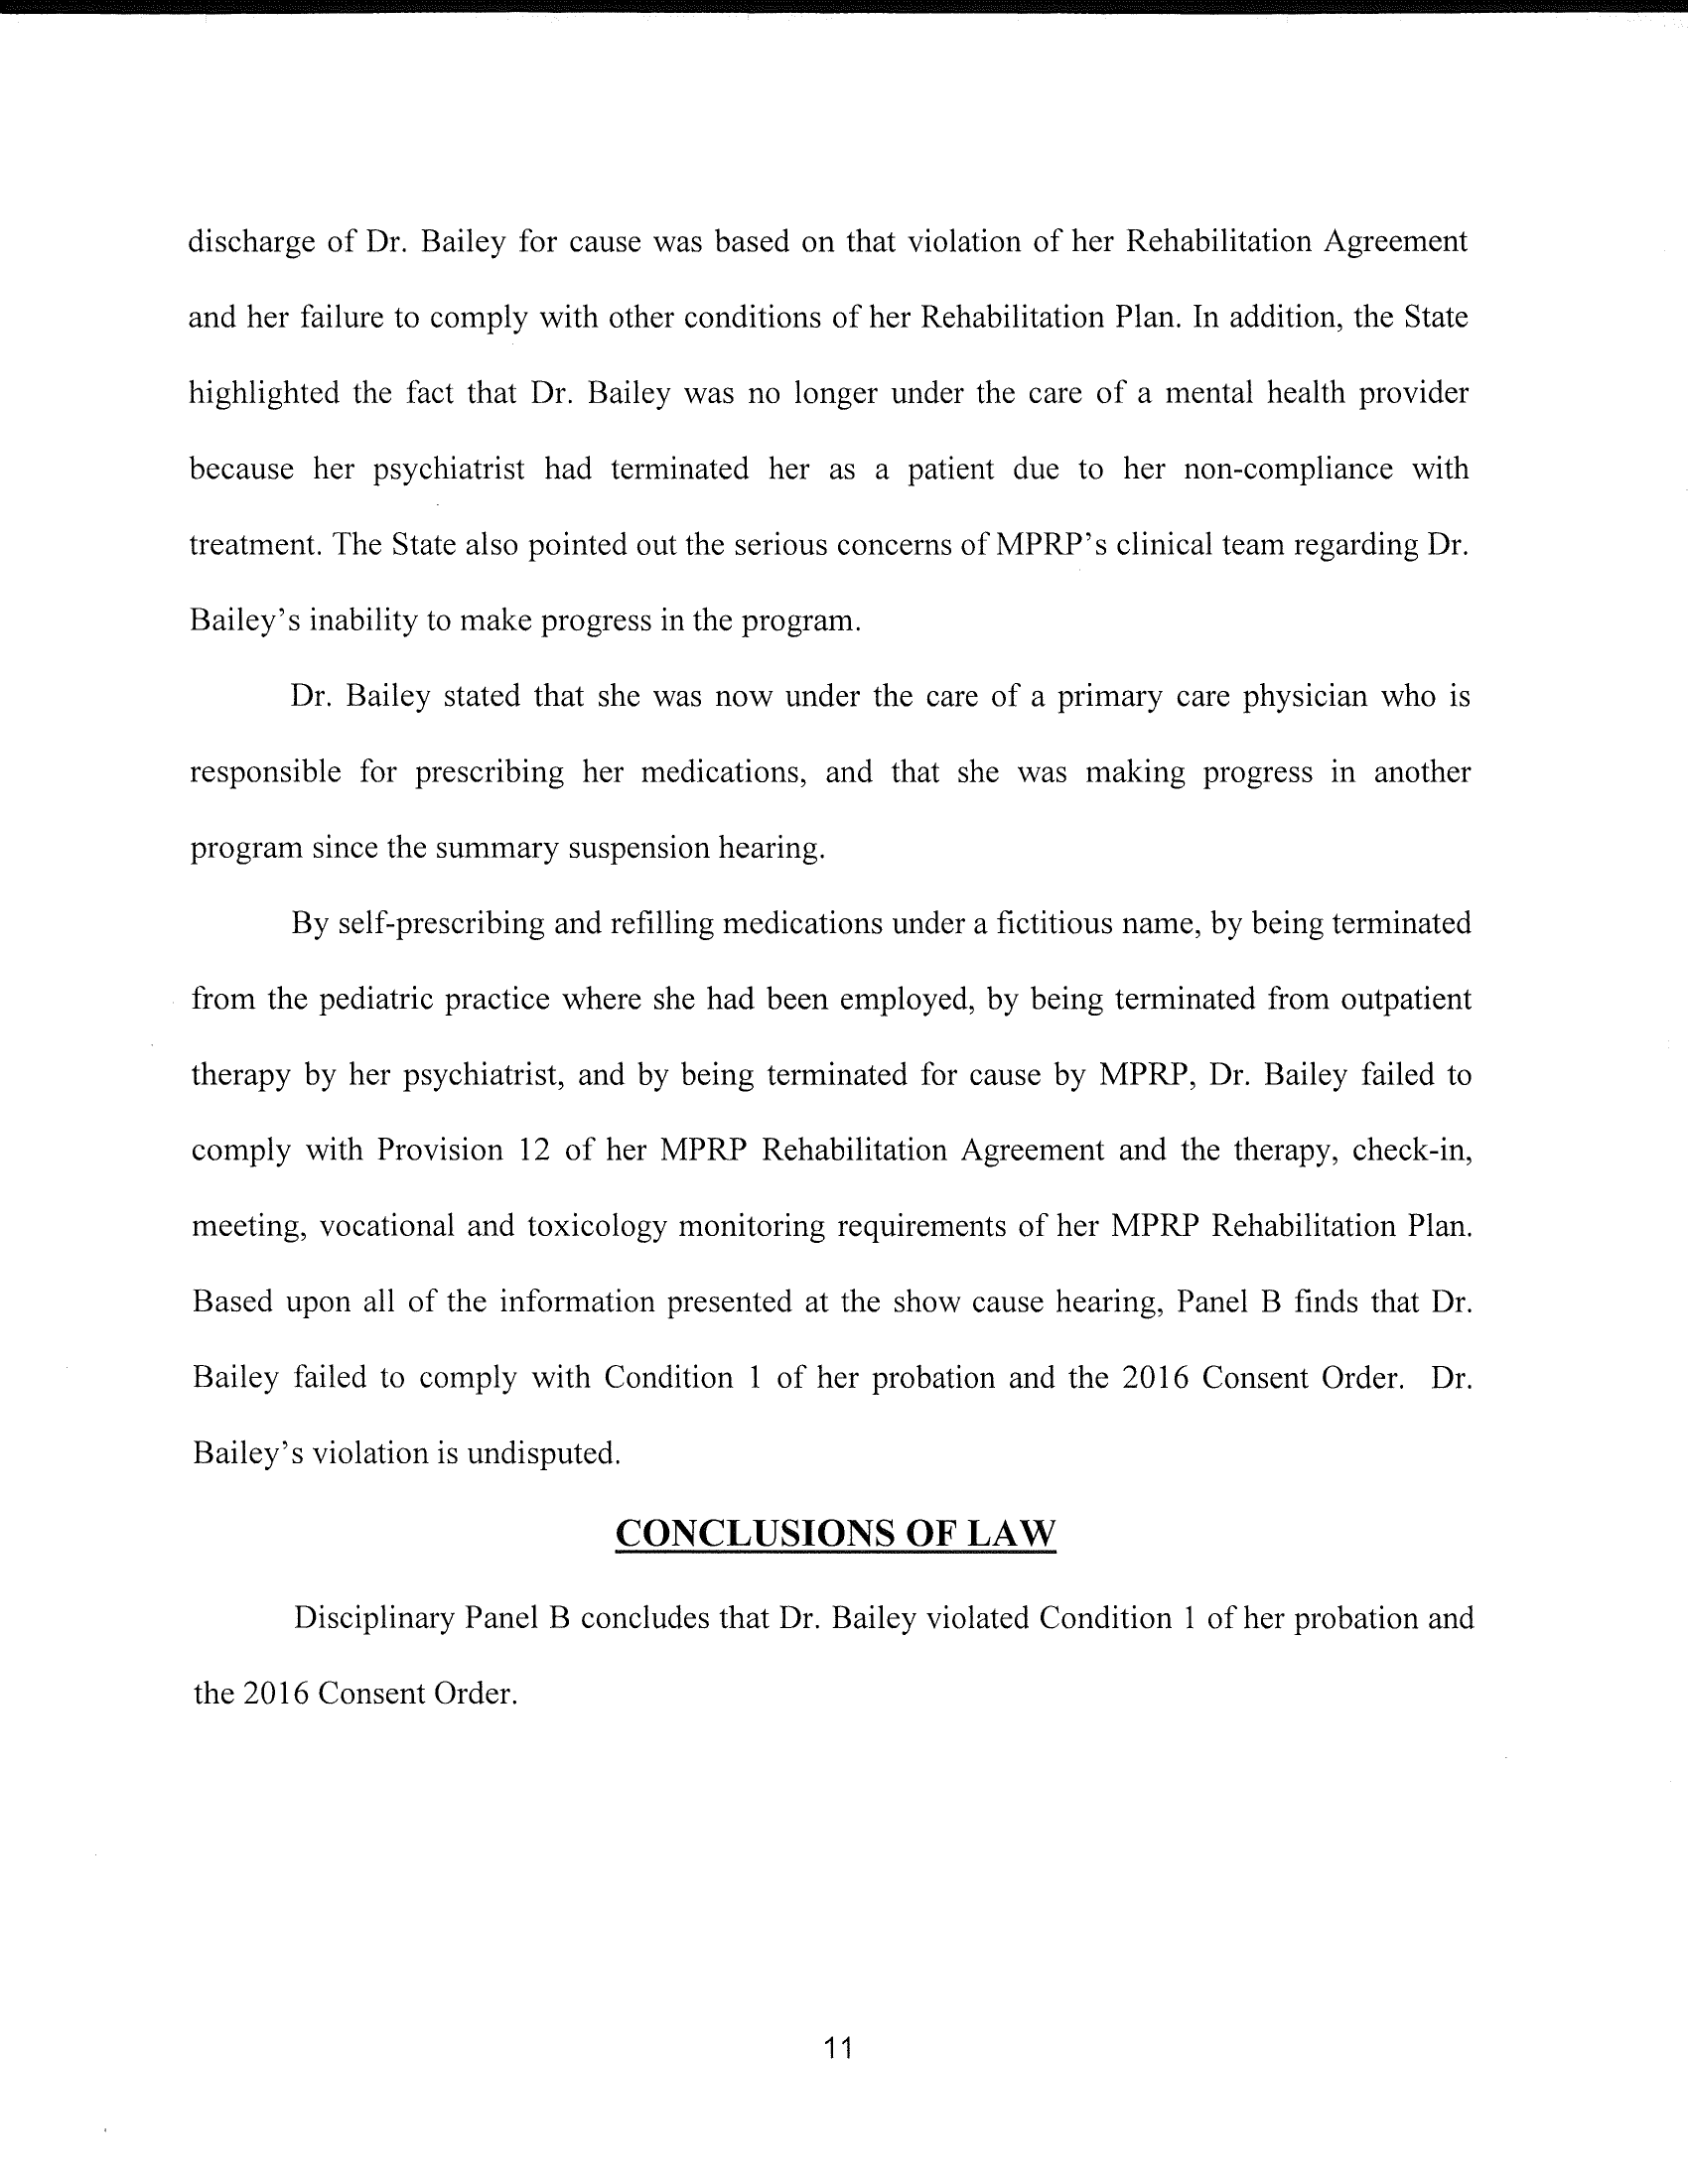 discharge of Dr. Bailey for cause was based on that violation of her Rehabilitation Agreement
and her failure to comply with other conditions of her Rehabilitation Plan. In addition, the State
highlighted the fact that Dr. Bailey was no longer under the care of a mental health provider
because her psychiatrist had terminated her as a patient due to her non-compliance with
treatment. The State also pointed out the serious concerns of MPRP’s clinical team regarding Dr.
Bailey’s inability to make progress in the program.
Dr. Bailey stated that she was now under the care of a primary care physician who is
responsible for prescribing her medications, and that she was making progress in another
program since the summary suspension hearing.
By self-prescribing and refilling medications under a fictitious name, by being terminated
from the pediatric practice where she had been employed, by being terminated from outpatient
therapy by her psychiatrist, and by being terminated for cause by MPRP, Dr. Bailey failed to
comply with Provision 12 of her MPRP Rehabilitation Agreement and the therapy, check-in,
meeting, vocational and toxicology monitoring requirements of her MPRP Rehabilitation Plan.
Based upon all of the information presented at the show cause hearing, Panel B finds that Dr.
Bailey failed to comply with Condition 1 of her probation and the 2016 Consent Order. Dr.
Bailey’s violation is undisputed.
CONCLUSIONS OF LAW
Disciplinary Panel B concludes that Dr. Bailey violated Condition 1 of her probation and
the 2016 Consent Order.
11